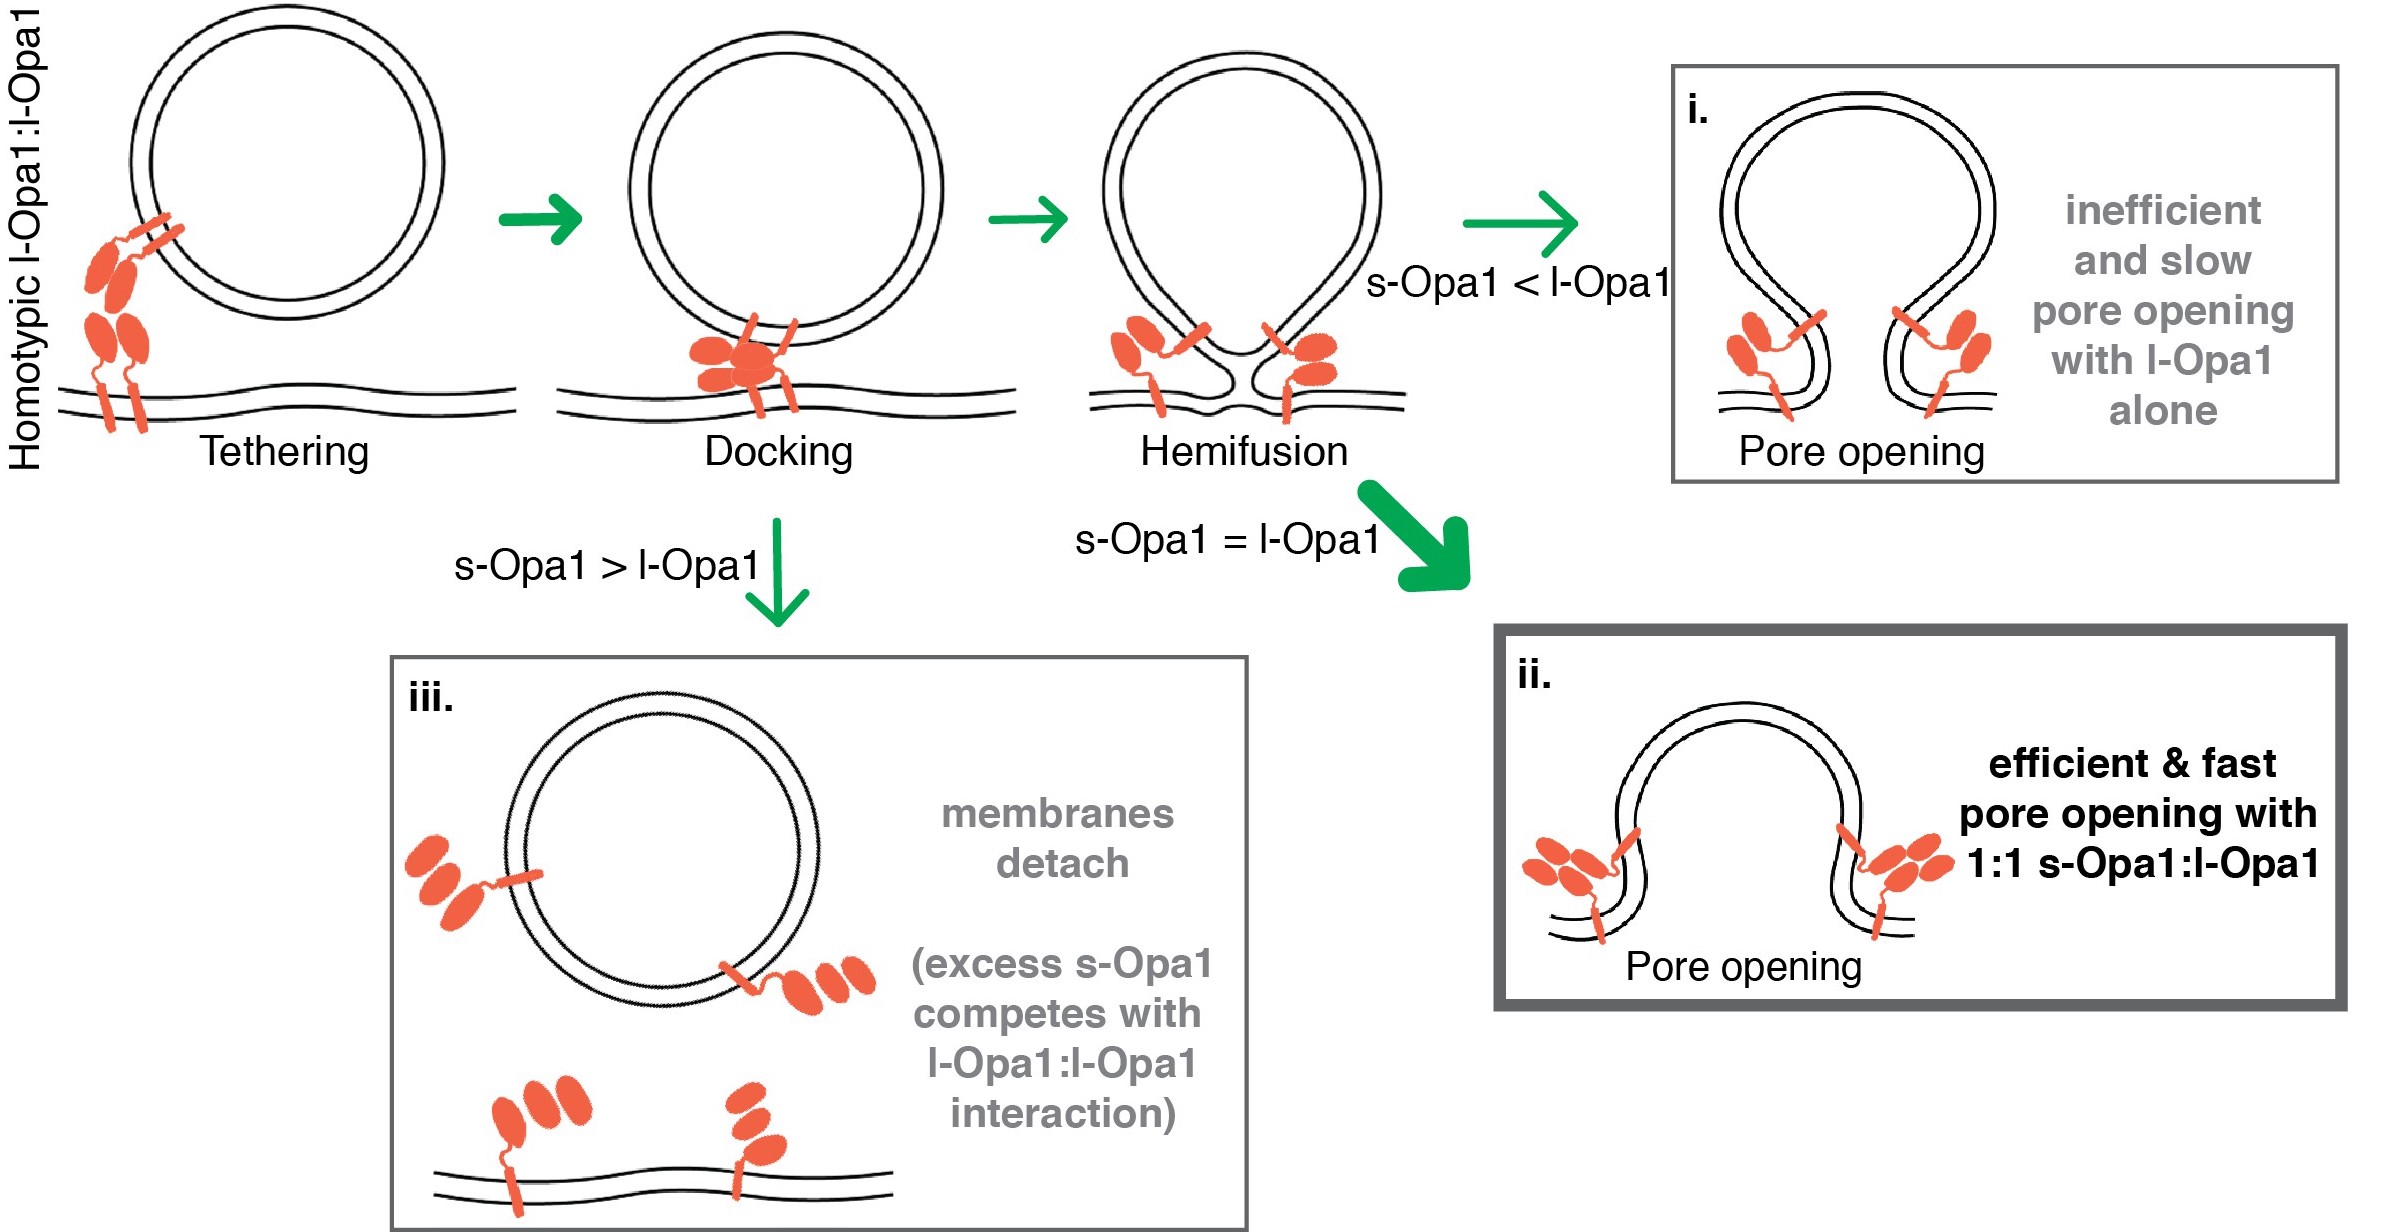 Homotypic l-Opa1:l-Opa1
Tethering
Docking
Hemifusion
s-Opa1 < l-Opa1
i.
inefficient
and slow
pore opening
with l-Opa1
alone
Pore opening
s-Opa1 > l-Opa1
s-Opa1 = l-Opa1
iii.
membranes
detach
(excess s-Opa1
competes with
l-Opa1:l-Opa1
interaction)
ii.
efficient & fast
pore opening with
1:1 s-Opa1:l-Opa1
Pore opening